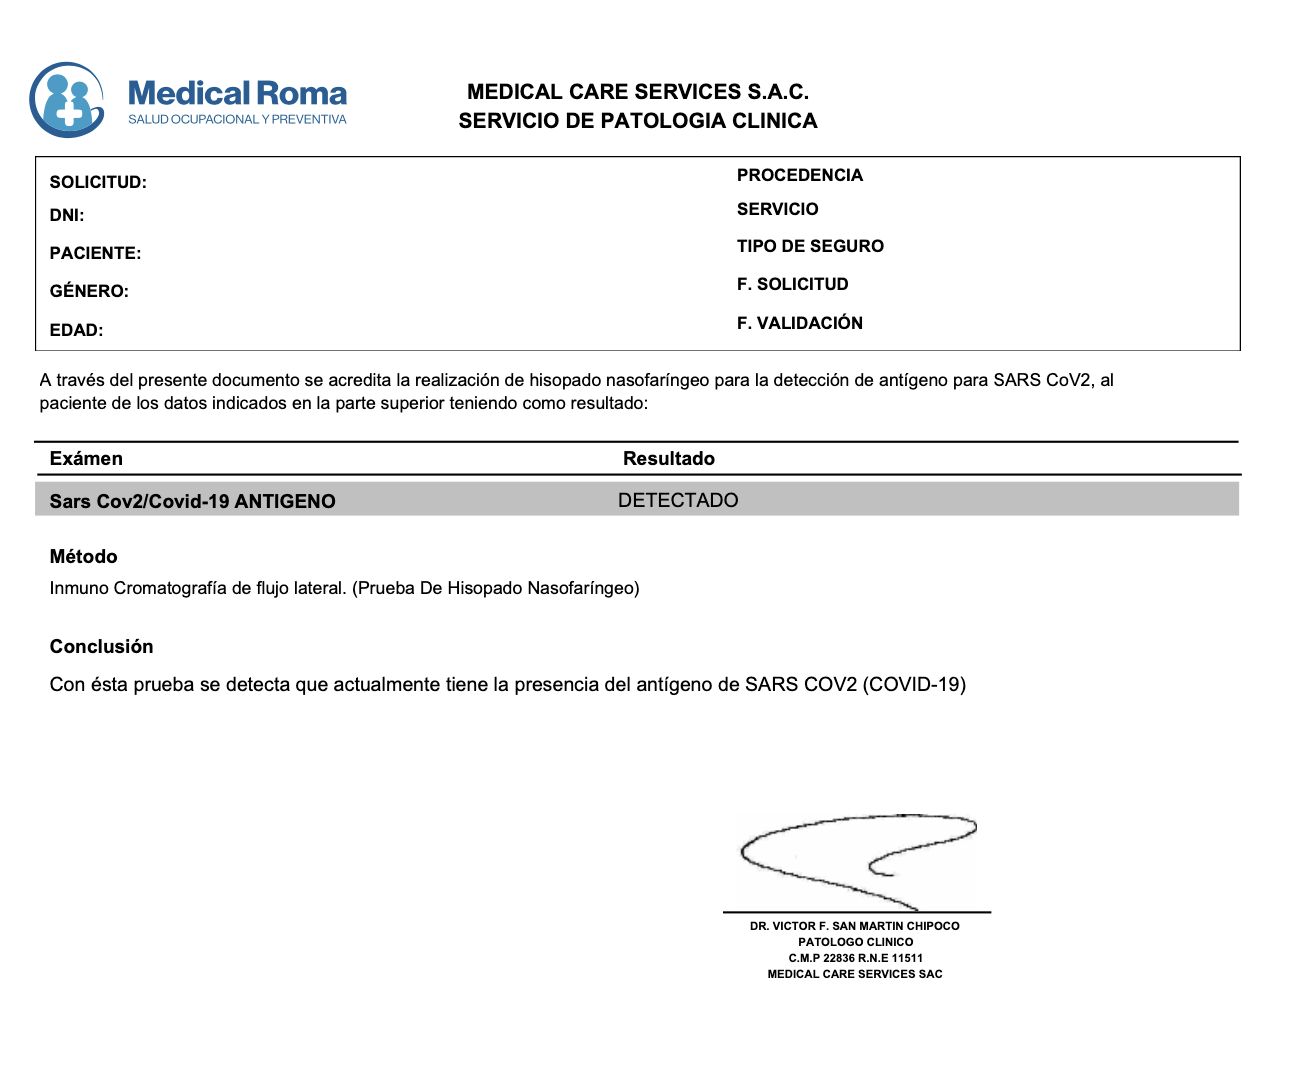 Medical Roma
SALUD OCUPACIONAL Y PREVENTIVA
MEDICAL CARE SERVICES S.A.C.
SERVICIO DE PATOLOGIA CLINICA
SOLICITUD:
DNI:
PACIENTE:
GÉNERO:
EDAD:
PROCEDENCIA
SERVICIO
TIPO DE SEGURO
F. SOLICITUD
F. VALIDACIÓN
A través del presente documento se acredita la realización de hisopado nasofaríngeo para la detección de antígeno para SARS CoV2, al
paciente de los datos indicados en la parte superior teniendo como resultado:
Exámen Resultado
Sars Cov2/Covid-19 ANTIGENO DETECTADO
Método
Inmuno Cromatografía de flujo lateral. (Prueba De Hisopado Nasofaríngeo)
Conclusión
Con ésta prueba se detecta que actualmente tiene la presencia del antígeno de SARS COV2 (COVID-19)
DR. VICTOR F. SAN MARTIN CHIPOCO
PATOLOGO CLINICO
C.M.P 22836 R.N.E 11511
MEDICAL CARE SERVICES SAC